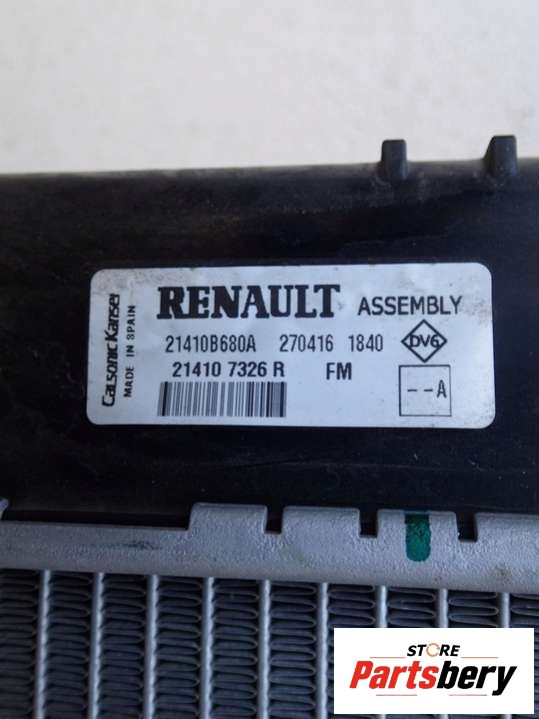 RENAULT ASSEMBLY
21410B680A 270416 1840
DV6
21410 7326 R FM
--A
Calsonic Kansei
MADE IN SPAIN
STORE
Partsbery